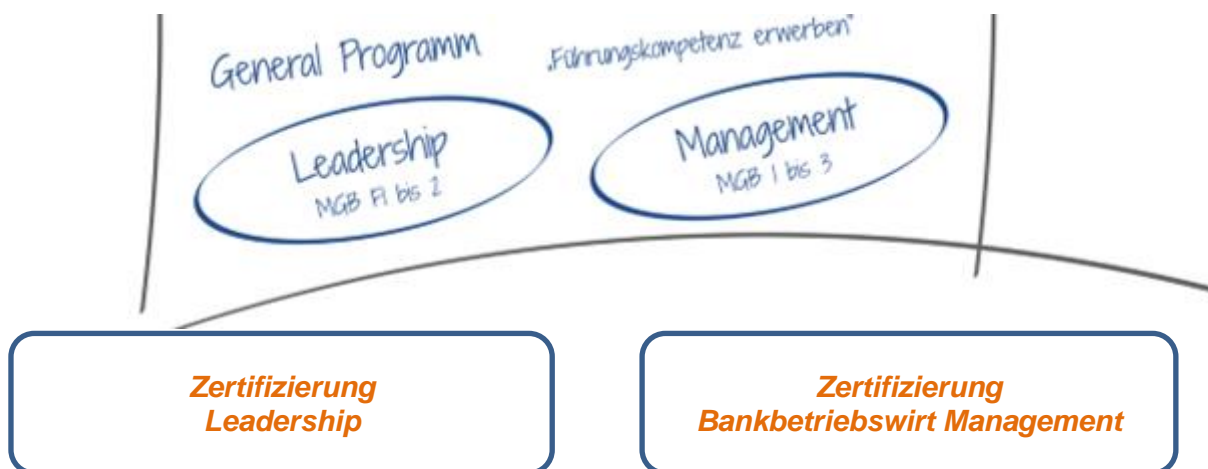 General Programm
„Führungskompetenz erwerben“
Leadership
MGB F1 bis 2
Management
MGB 1 bis 3
Zertifizierung
Leadership
Zertifizierung
Bankbetriebswirt Management